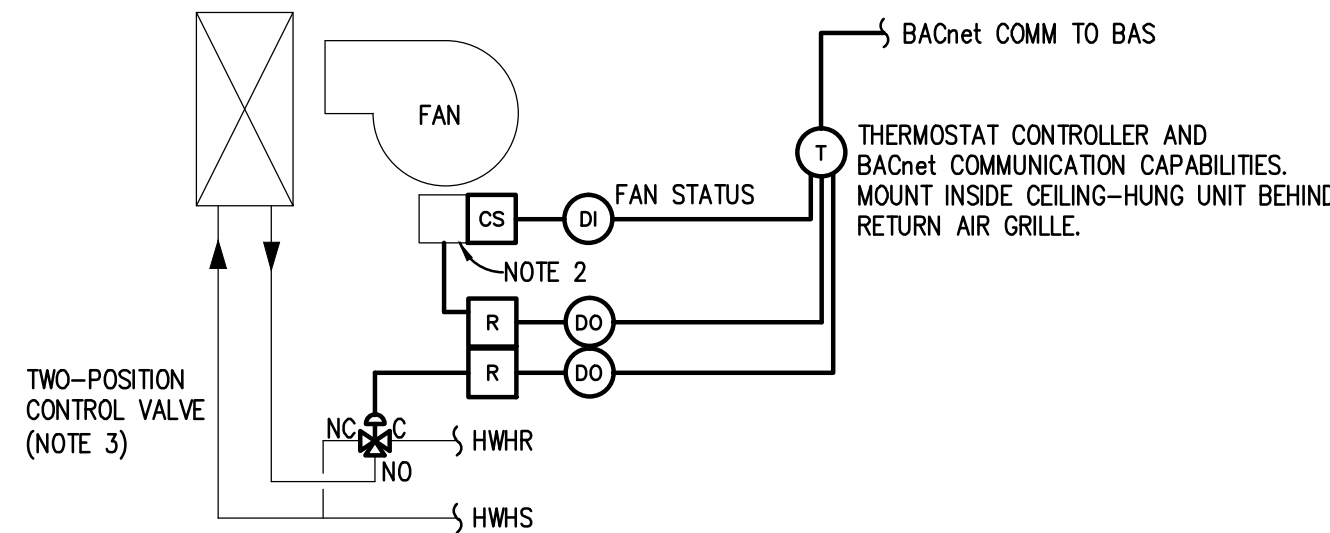 BACnet COMM TO BAS
FAN
T
THERMOSTAT CONTROLLER AND
BACnet COMMUNICATION CAPABILITIES.
MOUNT INSIDE CEILING-HUNG UNIT BEHIND
RETURN AIR GRILLE.
CS
DI
FAN STATUS
NOTE 2
R
DO
R
DO
TWO-POSITION
CONTROL VALVE
(NOTE 3)
NC
C
HWHR
NO
HWHS